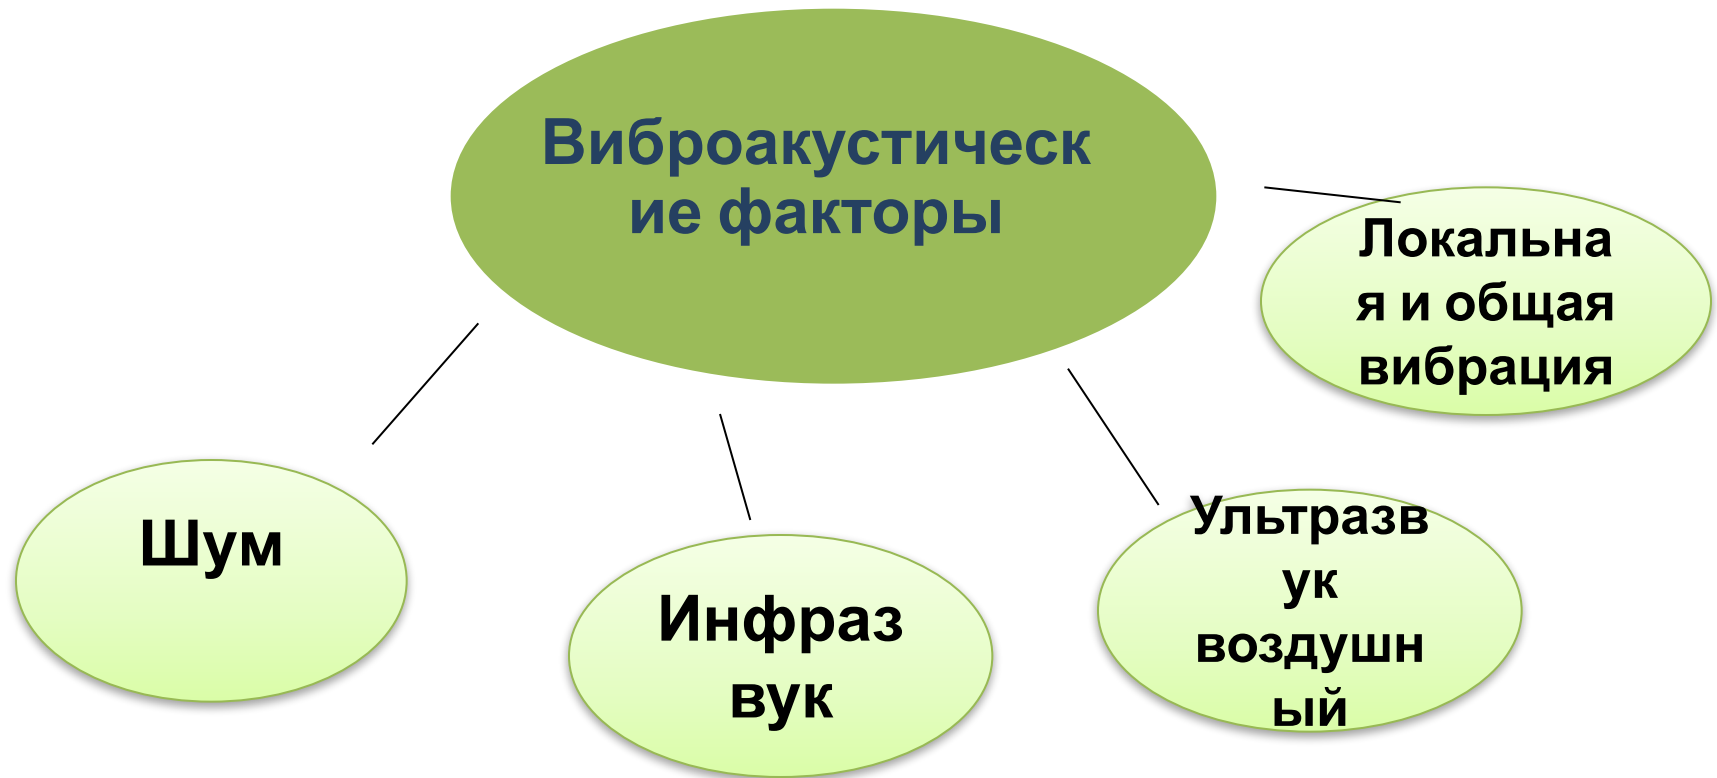 Виброакустическ
ие факторы
Локальна
я и общая
вибрация
Шум
Инфраз
вук
Ультразв
ук
воздушн
ый